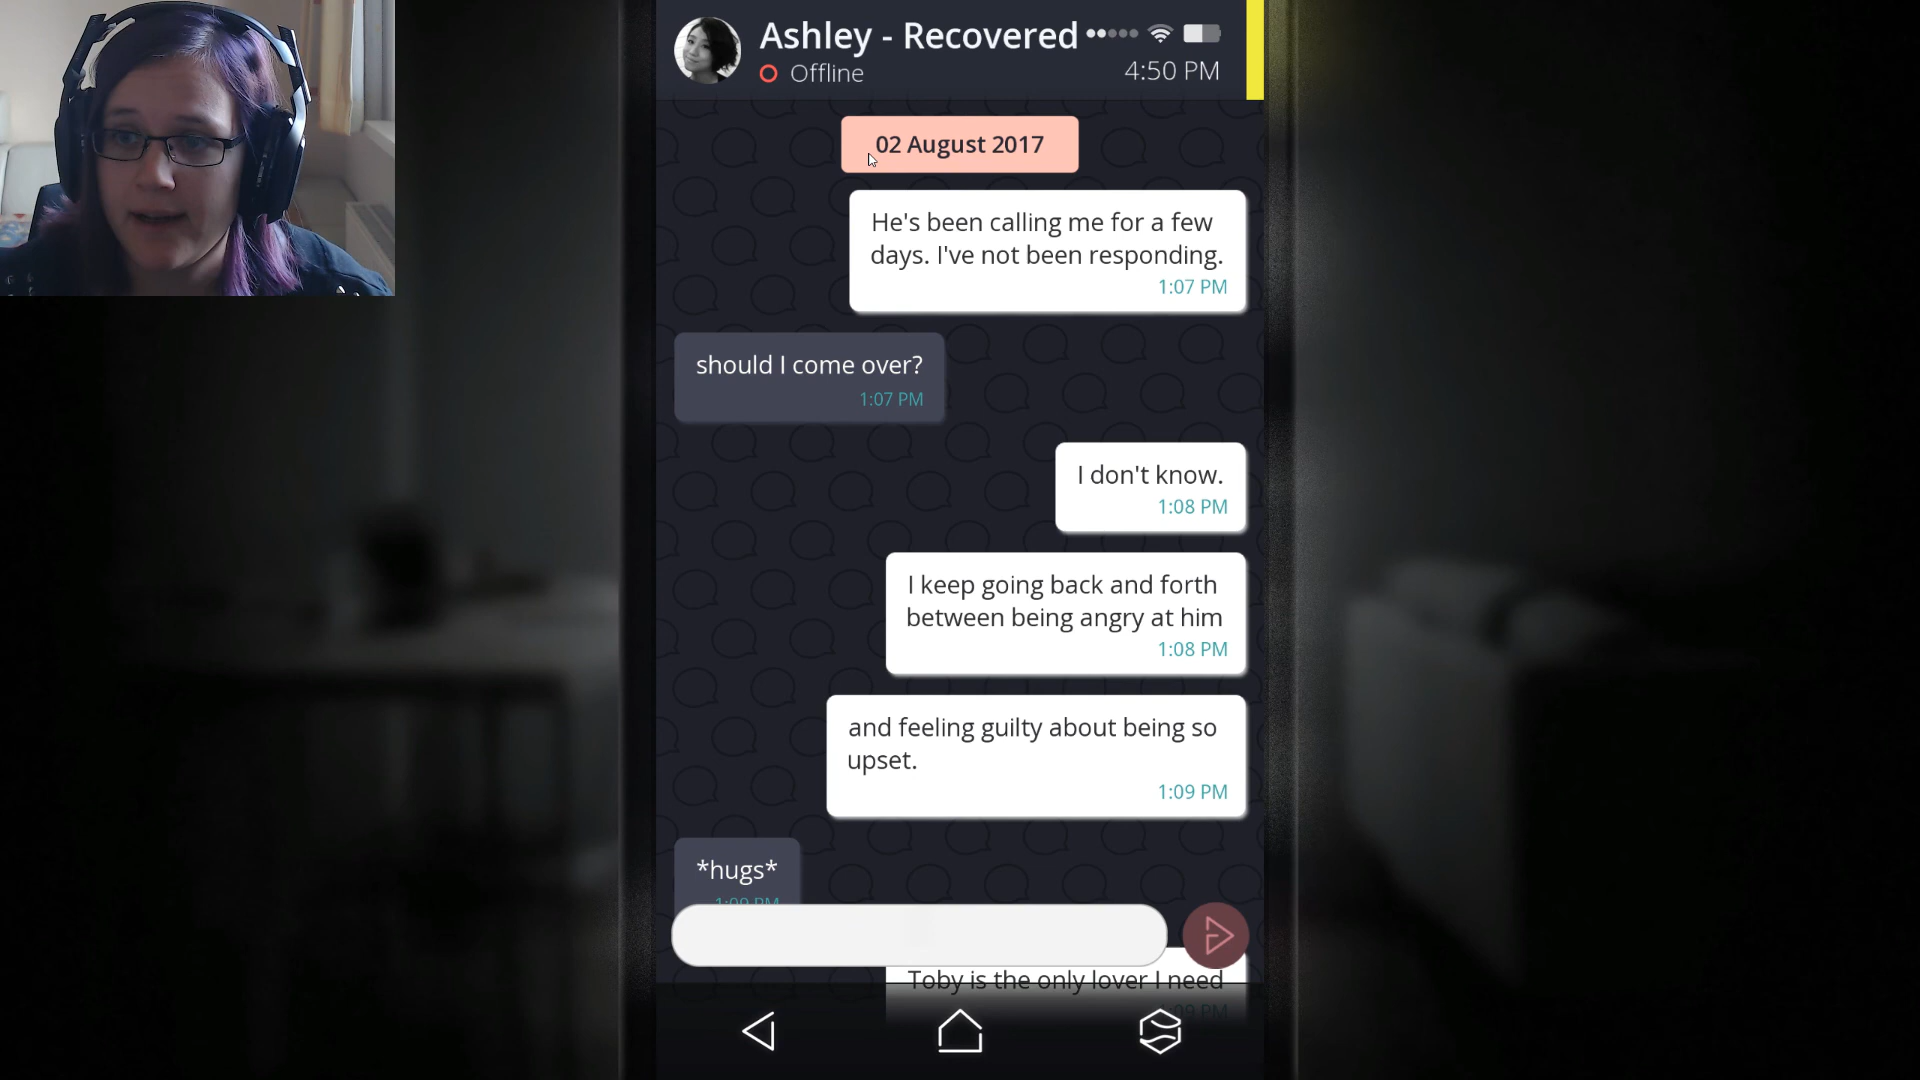 Ashley - Recovered
Offline
4:50 PM
02 August 2017
He's been calling me for a few
days. I've not been responding.
1:07 PM
should I come over?
1:07 PM
I don't know.
1:08 PM
I keep going back and forth
between being angry at him
1:08 PM
and feeling guilty about being so
upset.
1:09 PM
*hugs*
1:09 PM
Toby is the only lover I need